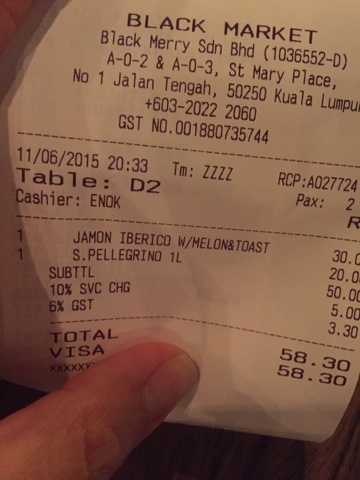 BLACK MARKET
Black Merry Sdn Bhd (1036552-D)
A-0-2 & A-0-3, St Mary Place,
No 1 Jalan Tengah, 50250 Kuala Lumpu
+603-2022 2060
GST NO.001880735744
11/06/2015 20:33 Tm: ZZZZ RCP:A027724
Table: D2 Pax: 2
Cashier: ENOK R
1 JAMON IBERICO W/MELON&TOAST 30.0
1 S.PELLEGRINO 1L 20.0
SUBTTL 50.00
10% SVC CHG 5.00
6% GST 3.30
TOTAL 58.30
VISA 58.30
xxxxxx